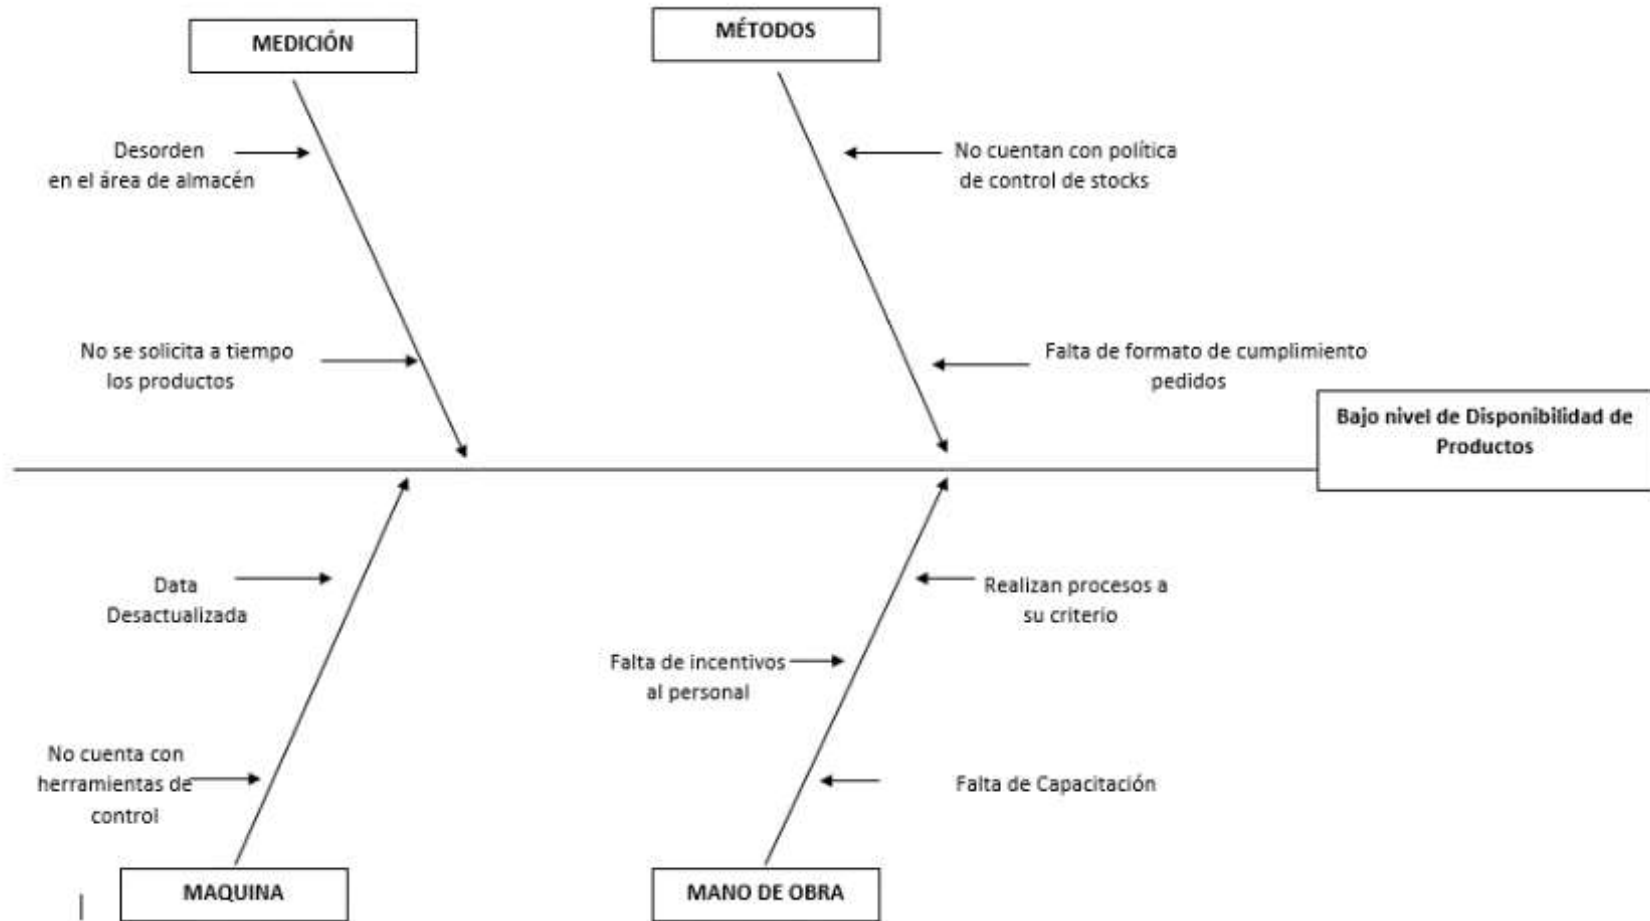 MEDICIÓN
MÉTODOS
Desorden
en el área de almacén
No cuentan con política
de control de stocks
No se solicita a tiempo
los productos
Falta de formato de cumplimiento
pedidos
Bajo nivel de Disponibilidad de
Productos
Data
Desactualizada
Realizan procesos a
su criterio
Falta de incentivos
al personal
No cuenta con
herramientas de
control
Falta de Capacitación
MAQUINA
MANO DE OBRA